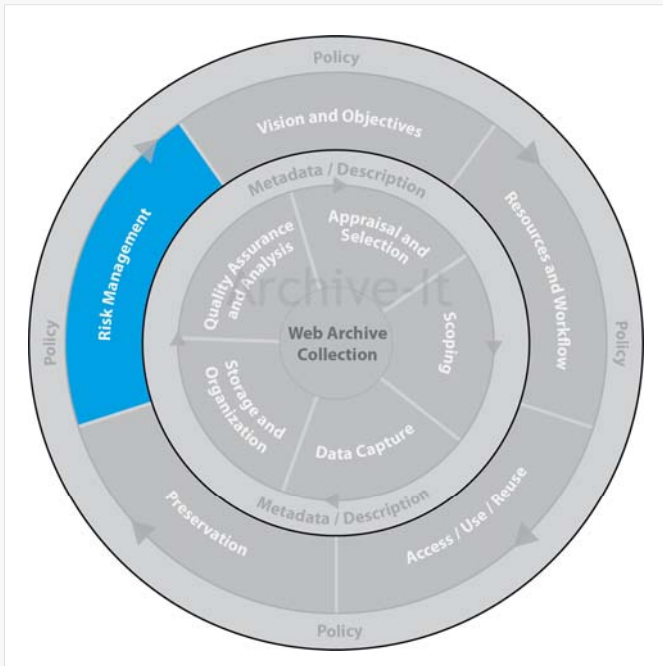 Policy
Vision and Objectives
Metadata / Description
Appraisal and
Selection
Quality Assurance
and Analysis
Risk Management
Resources and Workflow
Archive-It
Policy
Web Archive
Collection
Scoping
Policy
Storage and
Organization
Data Capture
Metadata / Description
Preservation
Access / Use / Reuse
Policy